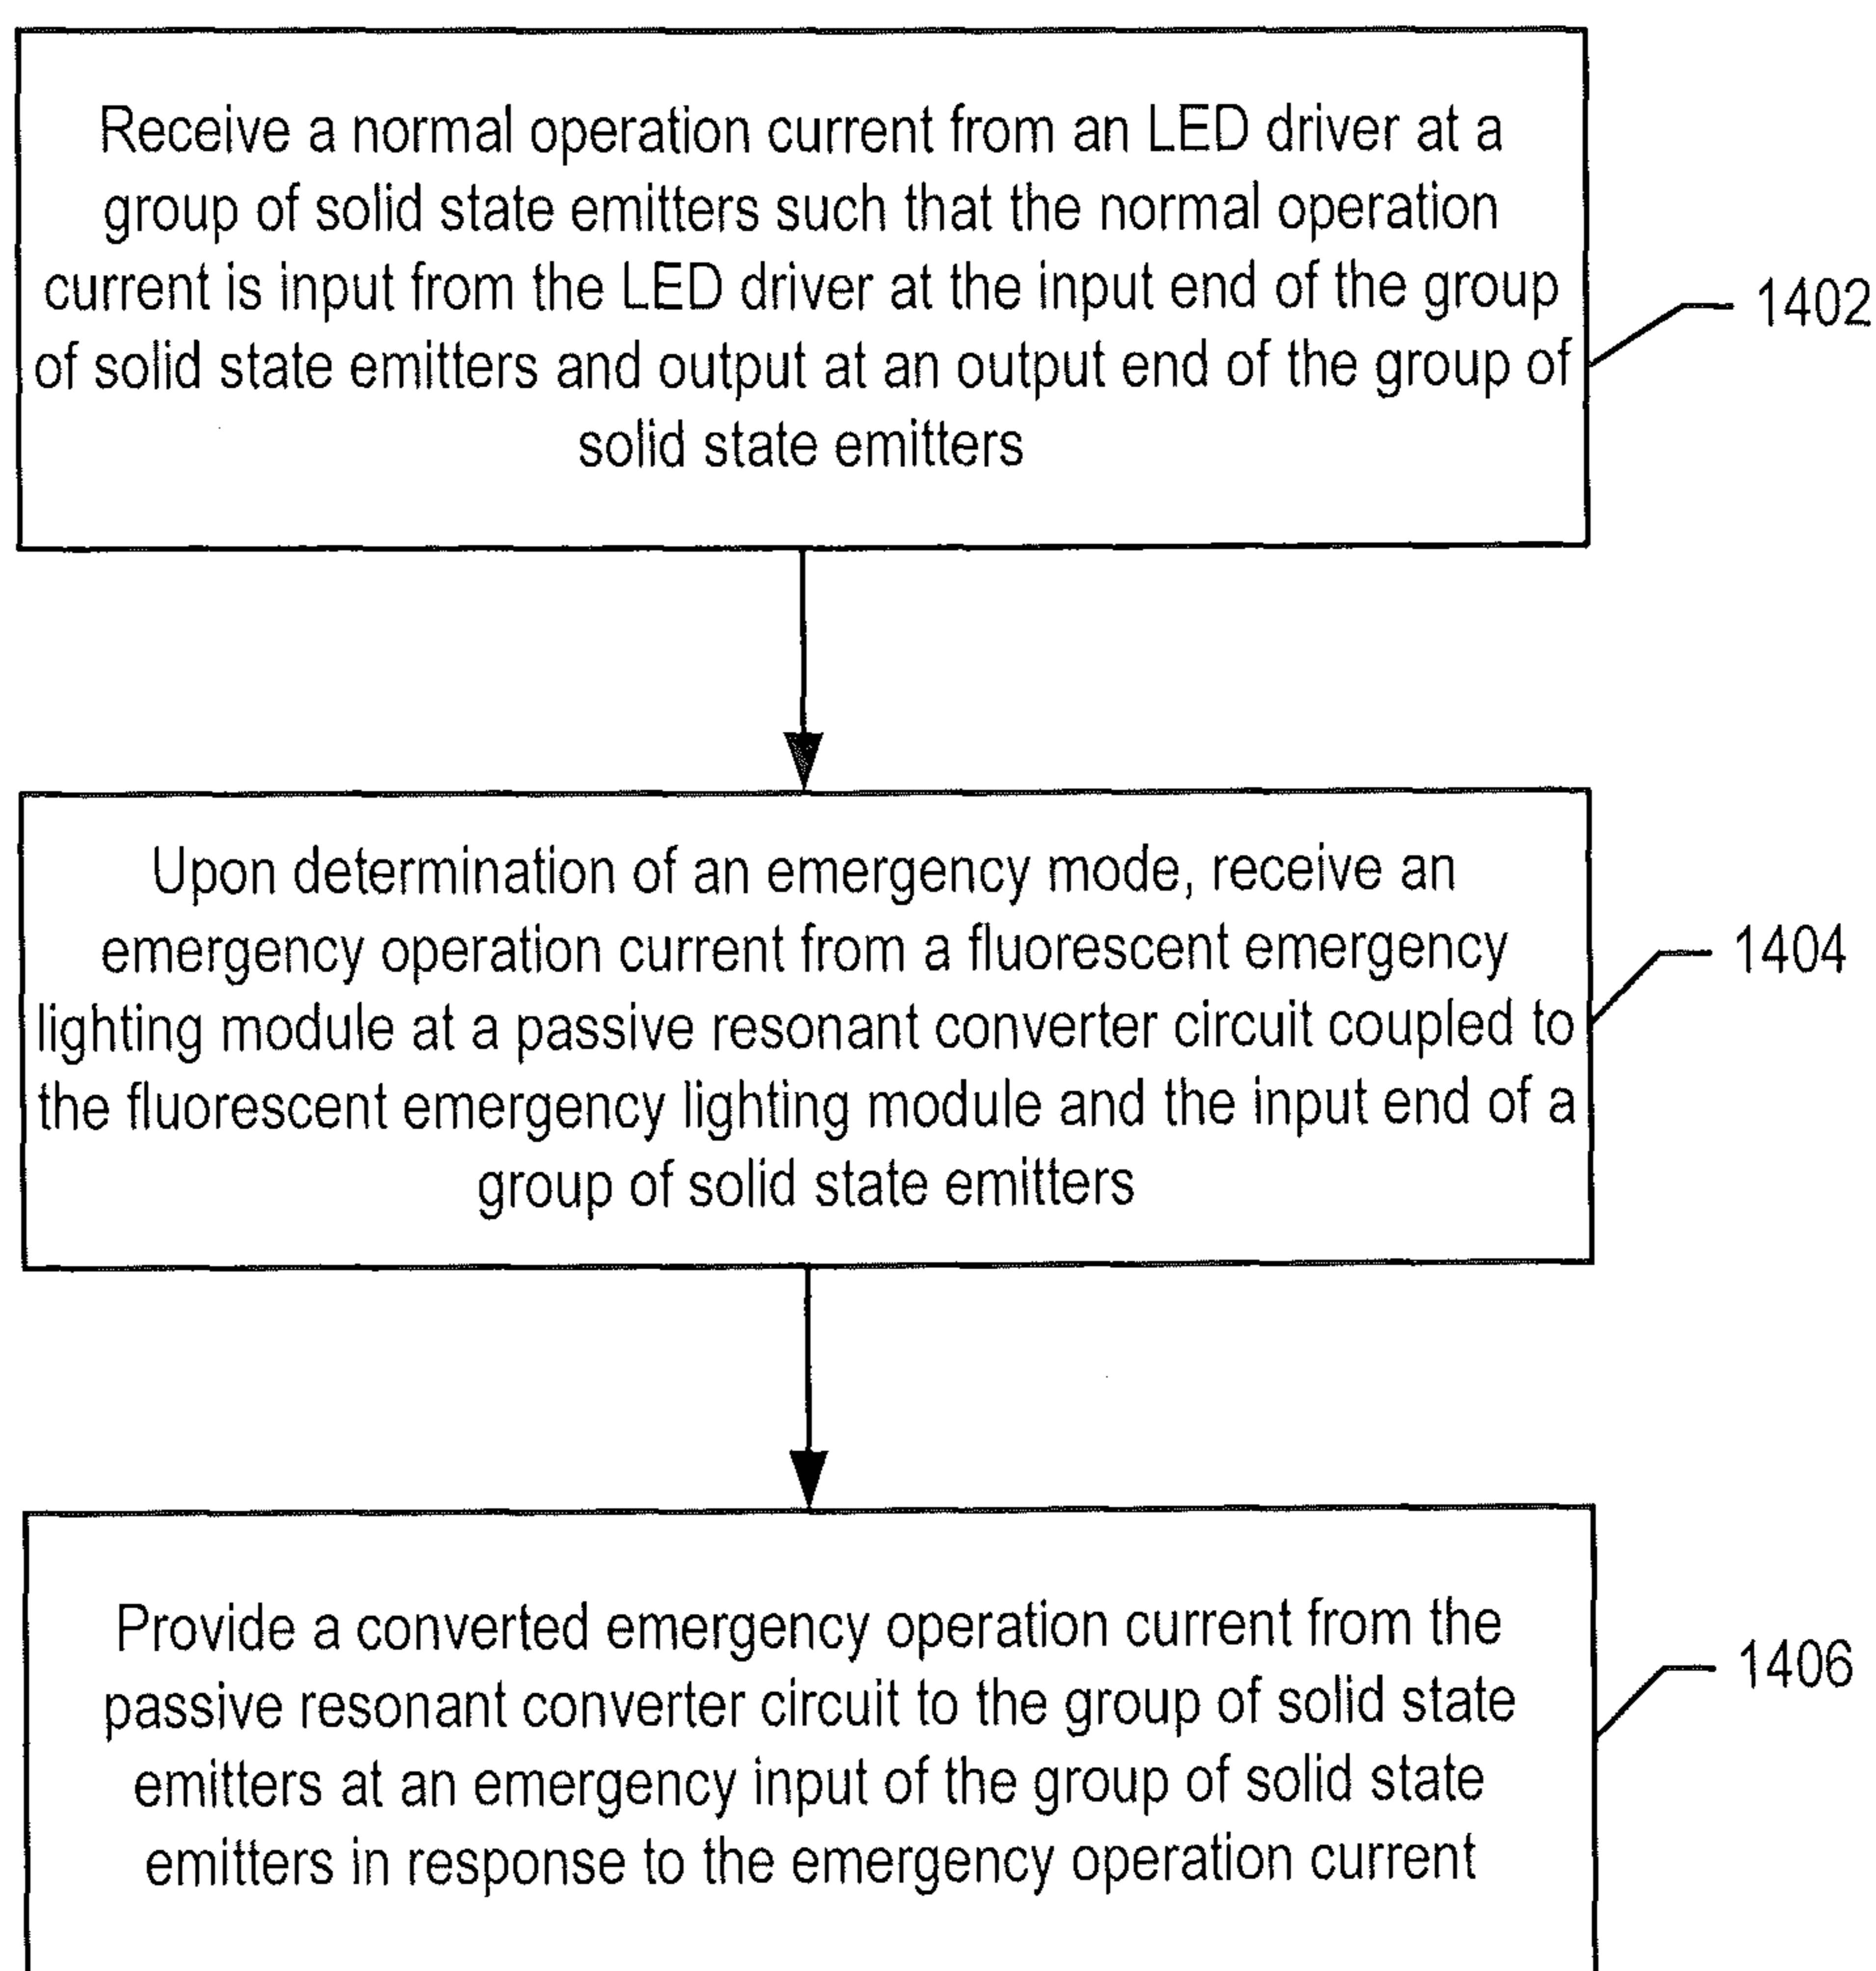 Receive a normal operation current from an LED driver at a
group of solid state emitters such that the normal operation
current is input from the LED driver at the input end of the group
of solid state emitters and output at an output end of the group of
solid state emitters
1402
Upon determination of an emergency mode, receive an
emergency operation current from a fluorescent emergency
lighting module at a passive resonant converter circuit coupled to
the fluorescent emergency lighting module and the input end of a
group of solid state emitters
1404
Provide a converted emergency operation current from the
passive resonant converter circuit to the group of solid state
emitters at an emergency input of the group of solid state
emitters in response to the emergency operation current
1406